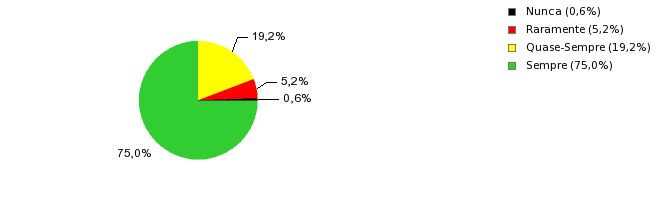 19,2%
5,2%
0,6%
75,0%
Nunca (0,6%)
Raramente (5,2%)
Quase-Sempre (19,2%)
Sempre (75,0%)